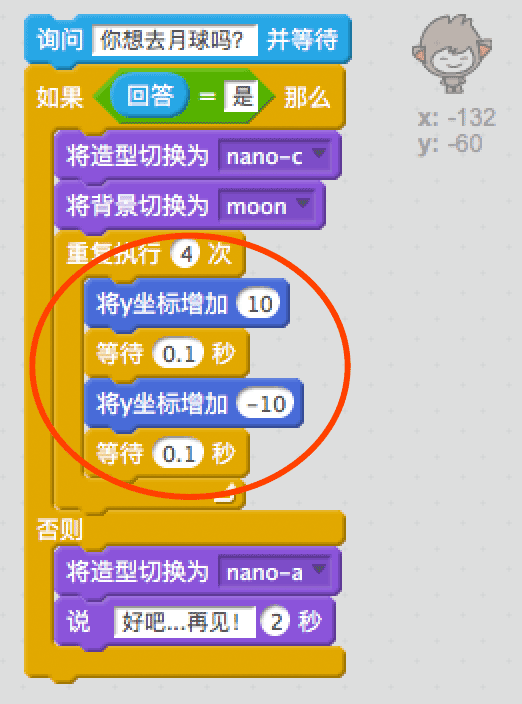 询问 你想去月球吗? 并等待
如果 回答 = 是 那么
x: -132
y: -60
将造型切换为 nano-c
将背景切换为 moon
重复执行 4 次
将y坐标增加 10
等待 0.1 秒
将y坐标增加 -10
等待 0.1 秒
否则
将造型切换为 nano-a
说 好吧...再见! 2 秒